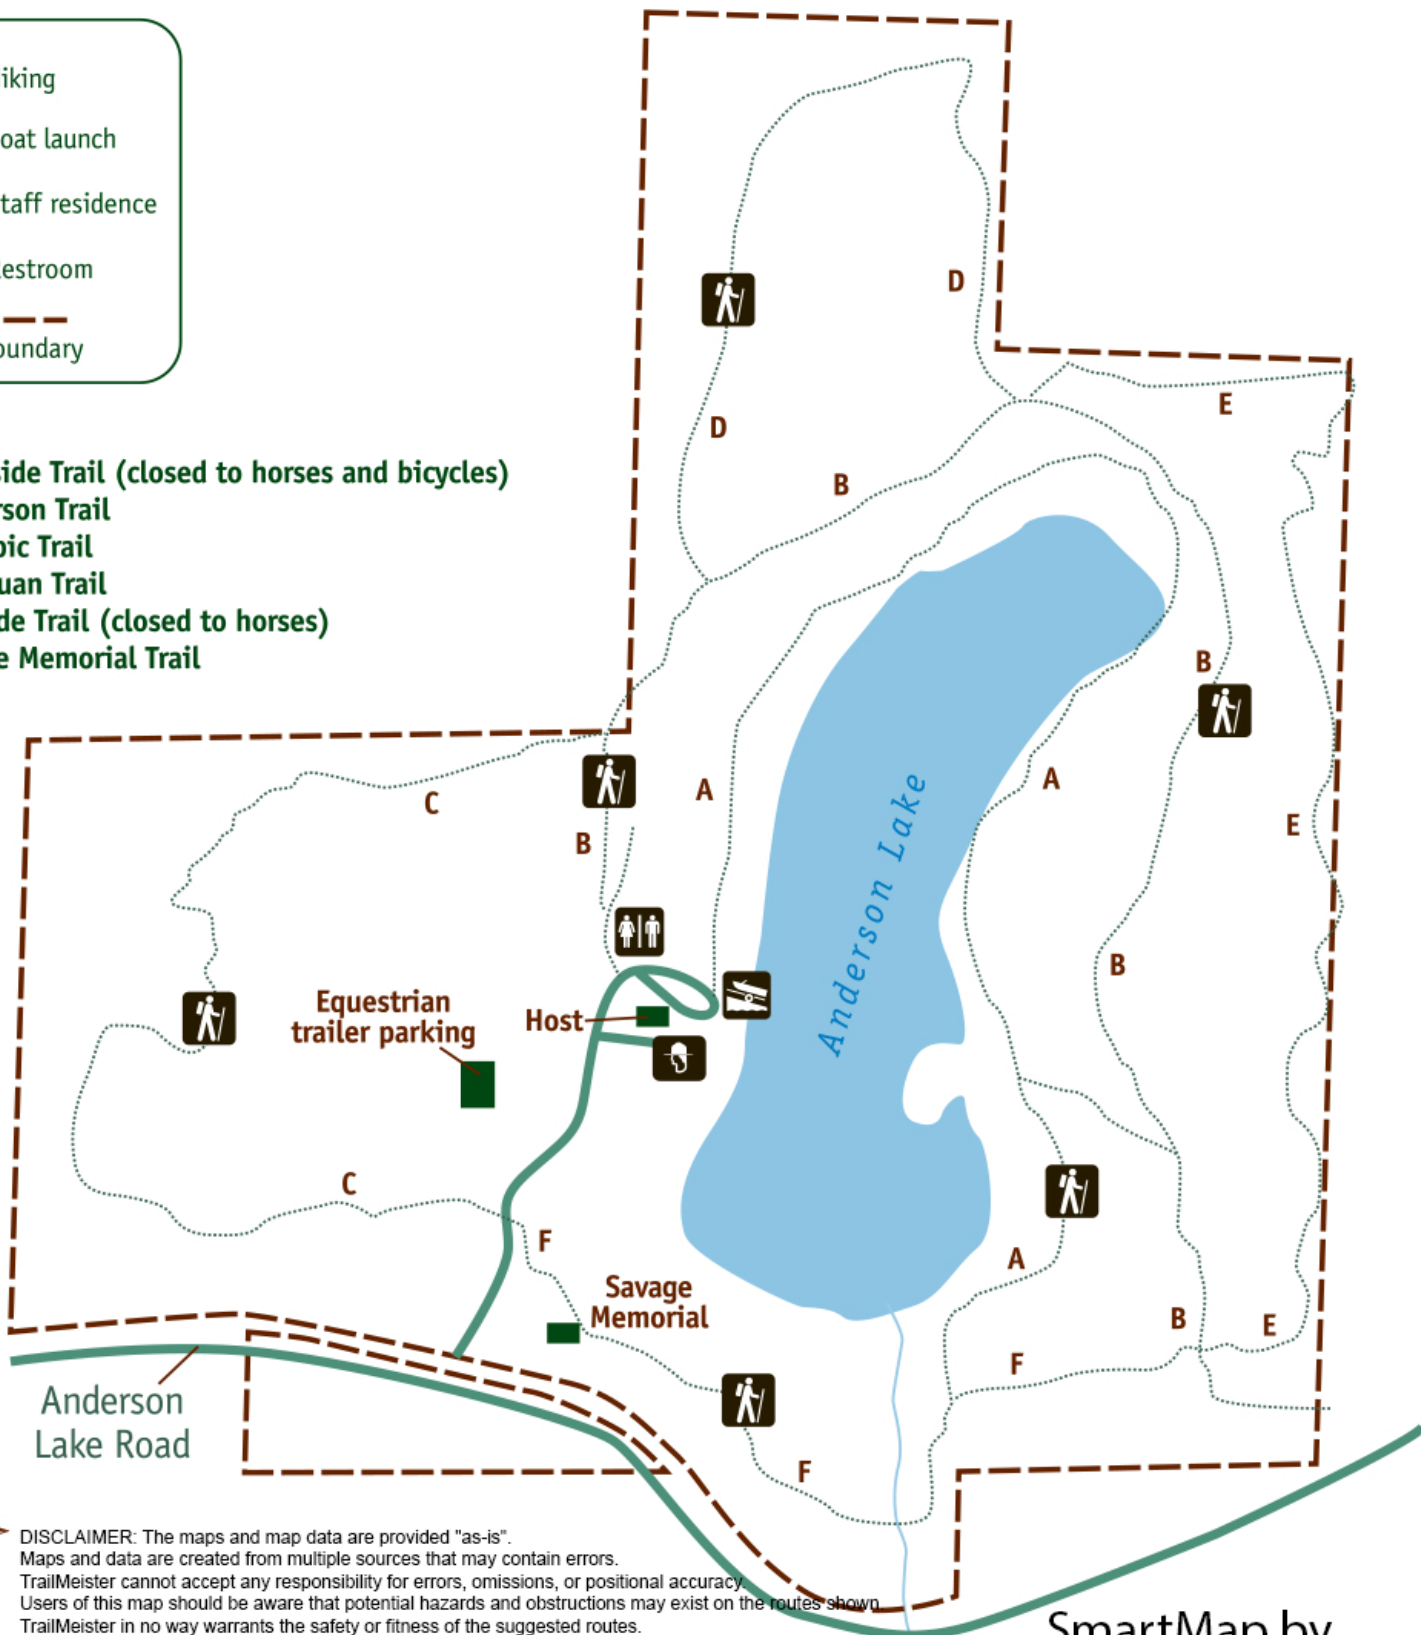 iking
oat launch
taff residence
estroom
oundary
side Trail (closed to horses and bicycles)
rson Trail
pic Trail
uan Trail
de Trail (closed to horses)
e Memorial Trail
D
E
D
B
B
A
A
C
B
E
B
Anderson Lake
Equestrian
trailer parking
Host
C
F
A
Savage
Memorial
B
E
F
Anderson
Lake Road
F
DISCLAIMER: The maps and map data are provided "as-is".
Maps and data are created from multiple sources that may contain errors.
TrailMeister cannot accept any responsibility for errors, omissions, or positional accuracy.
Users of this map should be aware that potential hazards and obstructions may exist on the routes shown
TrailMeister in no way warrants the safety or fitness of the suggested routes.
SmartMap by